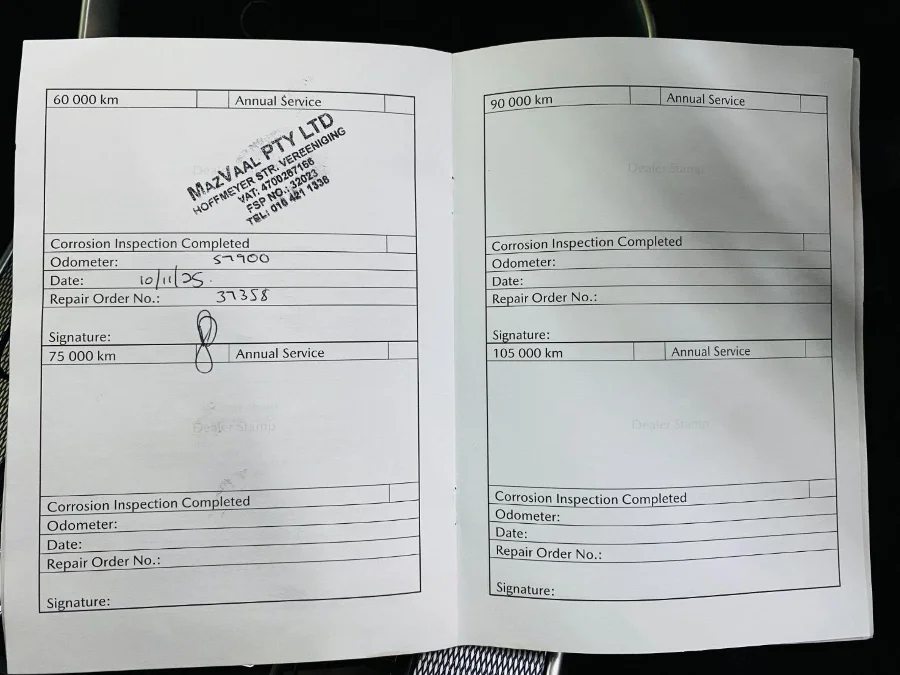 60 000 km Annual Service
MAZVAAL PTY LTD
HOFFMEYER STR. VEREENIGING
VAT: 4700267166
FSP NO.: 32023
TEL: 016 421 1338
Corrosion Inspection Completed
Odometer: 57900
Date: 10/11/25.
Repair Order No.: 37358
Signature:
75 000 km Annual Service
Dealer Stamp
Corrosion Inspection Completed
Odometer:
Date:
Repair Order No.:
Signature:
90 000 km Annual Service
Dealer Stamp
Corrosion Inspection Completed
Odometer:
Date:
Repair Order No.:
Signature:
105 000 km Annual Service
Dealer Stamp
Corrosion Inspection Completed
Odometer:
Date:
Repair Order No.:
Signature: